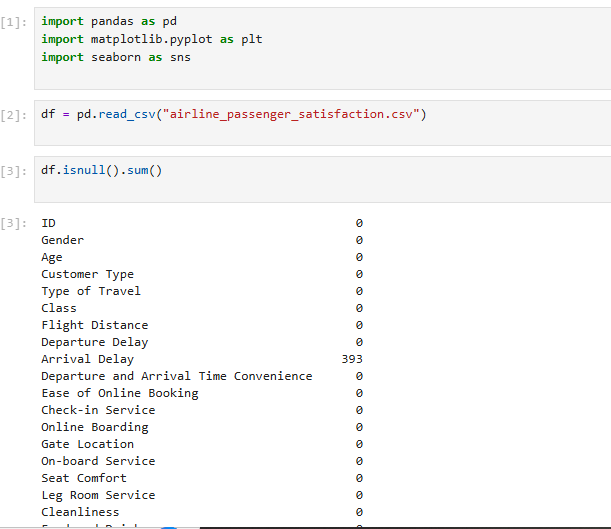 [1]: import pandas as pd
import matplotlib.pyplot as plt
import seaborn as sns
[2]: df = pd.read_csv("airline_passenger_satisfaction.csv")
[3]: df.isnull().sum()
[3]: ID 0
Gender 0
Age 0
Customer Type 0
Type of Travel 0
Class 0
Flight Distance 0
Departure Delay 0
Arrival Delay 393
Departure and Arrival Time Convenience 0
Ease of Online Booking 0
Check-in Service 0
Online Boarding 0
Gate Location 0
On-board Service 0
Seat Comfort 0
Leg Room Service 0
Cleanliness 0